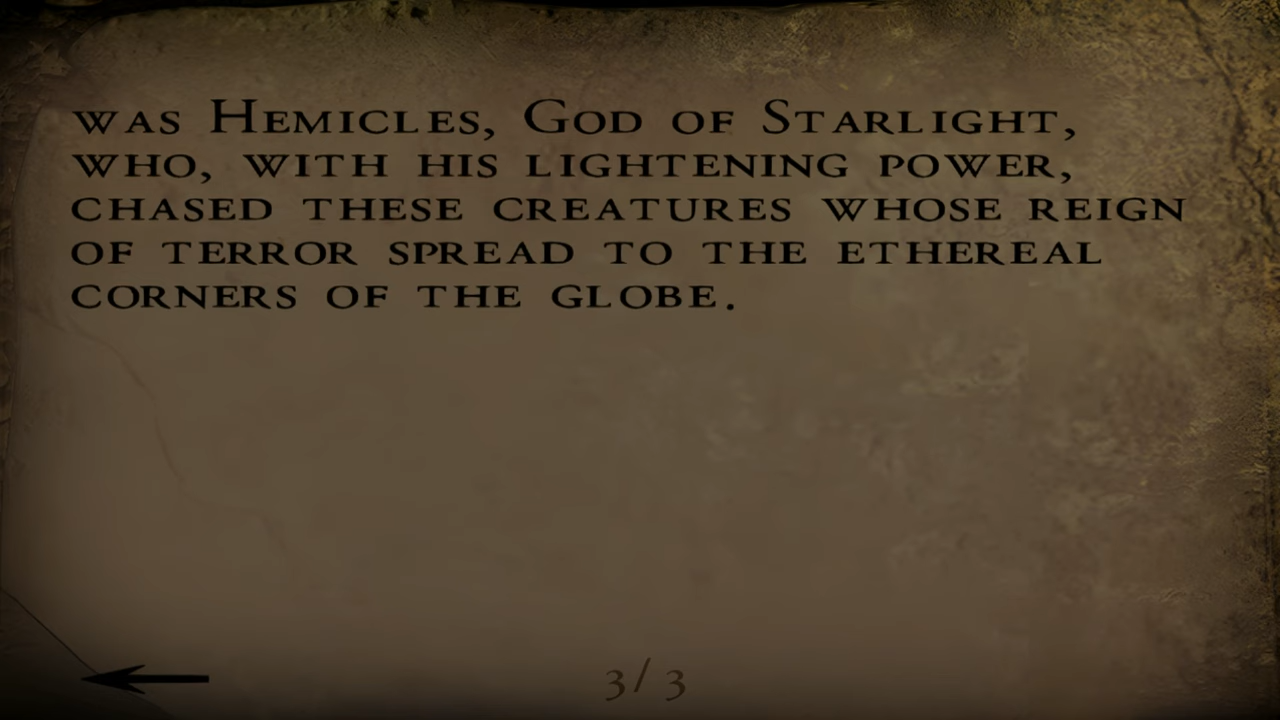 was Hemicles, God of Starlight,
who, with his lightening power,
chased these creatures whose reign
of terror spread to the ethereal
corners of the globe.
3/3